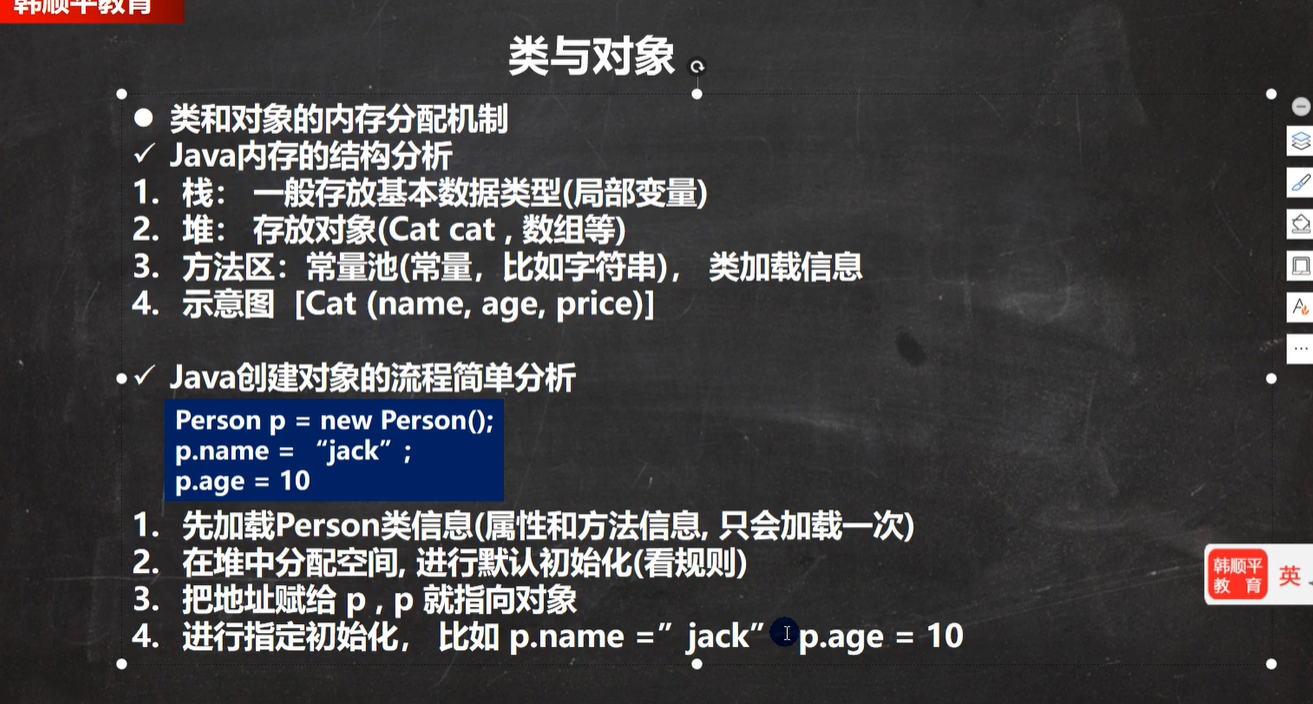 韩顺平教育
类与对象
● 类和对象的内存分配机制
✓ Java内存的结构分析
1. 栈： 一般存放基本数据类型(局部变量)
2. 堆： 存放对象(Cat cat , 数组等)
3. 方法区：常量池(常量，比如字符串)， 类加载信息
4. 示意图 [Cat (name, age, price)]
✓ Java创建对象的流程简单分析
Person p = new Person();
p.name = “jack”;
p.age = 10
1. 先加载Person类信息(属性和方法信息, 只会加载一次)
2. 在堆中分配空间, 进行默认初始化(看规则)
3. 把地址赋给 p , p 就指向对象
4. 进行指定初始化， 比如 p.name =”jack” p.age = 10
韩顺平
教 育
英